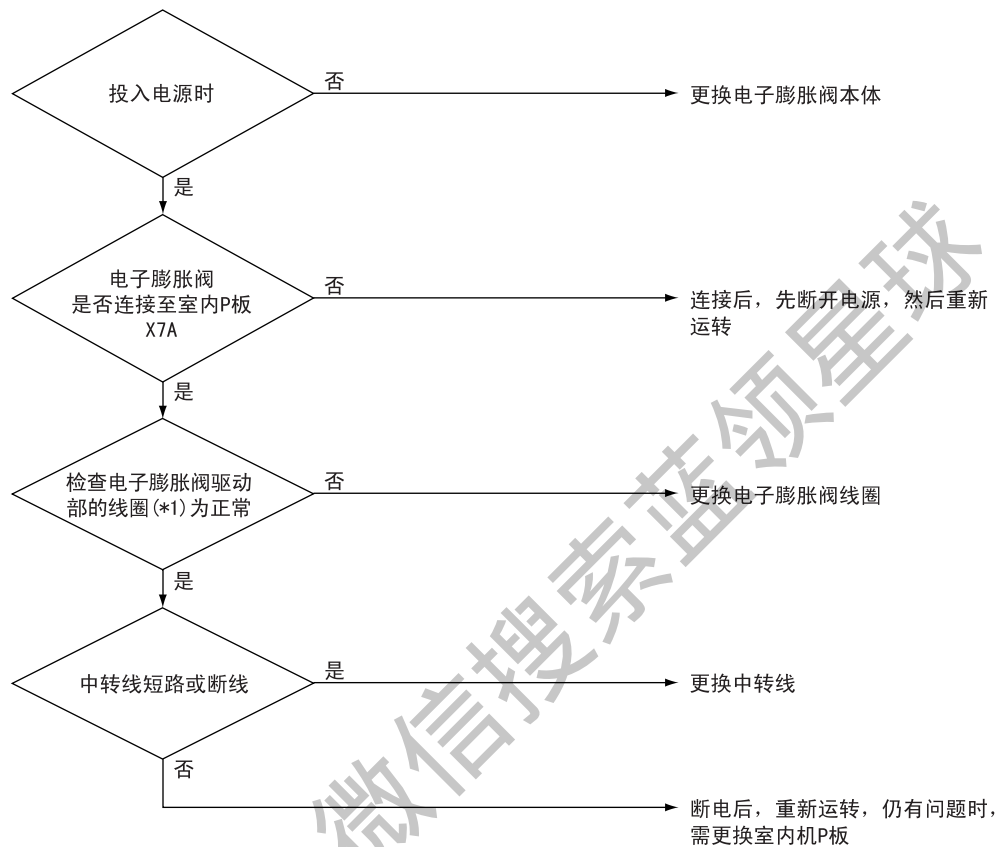 投入电源时
否
更换电子膨胀阀本体
是
电子膨胀阀
是否连接至室内P板
X7A
否
连接后，先断开电源，然后重新
运转
是
检查电子膨胀阀驱动
部的线圈(*1)为正常
否
更换电子膨胀阀线圈
是
中转线短路或断线
是
更换中转线
否
断电后，重新运转，仍有问题时，
需更换室内机P板
微信搜索蓝领星球